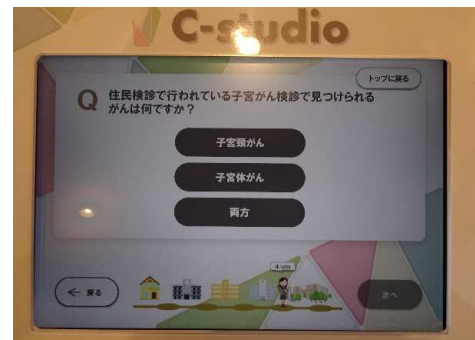 C-studio
トップに戻る
Q 住民検診で行われている子宮がん検診で見つけられる
がんは何ですか？
子宮頸がん
子宮体がん
両方
← 戻る
次へ